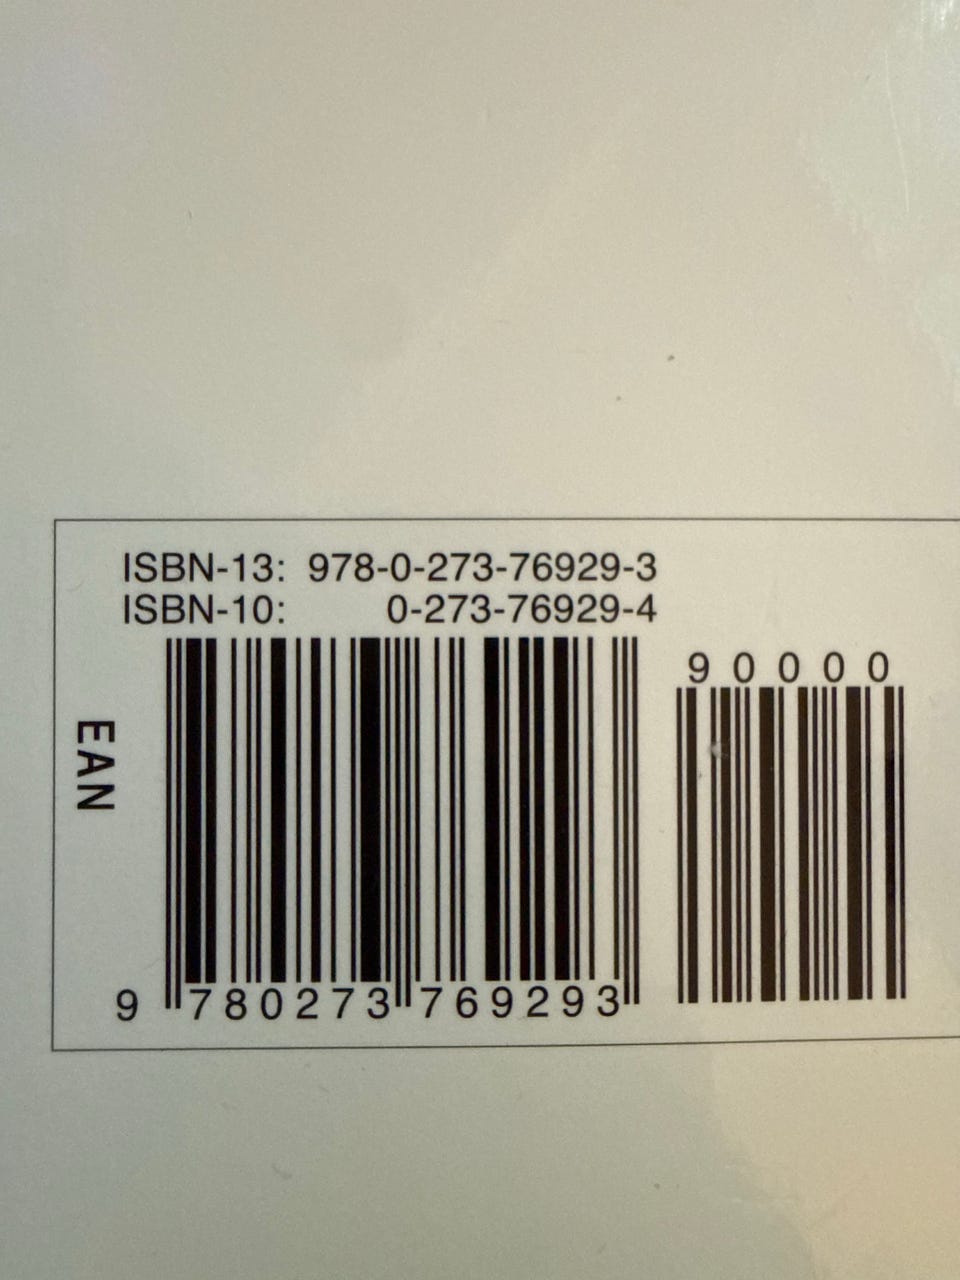 ISBN-13: 978-0-273-76929-3
ISBN-10: 0-273-76929-4
90000
EAN
9 780273 769293